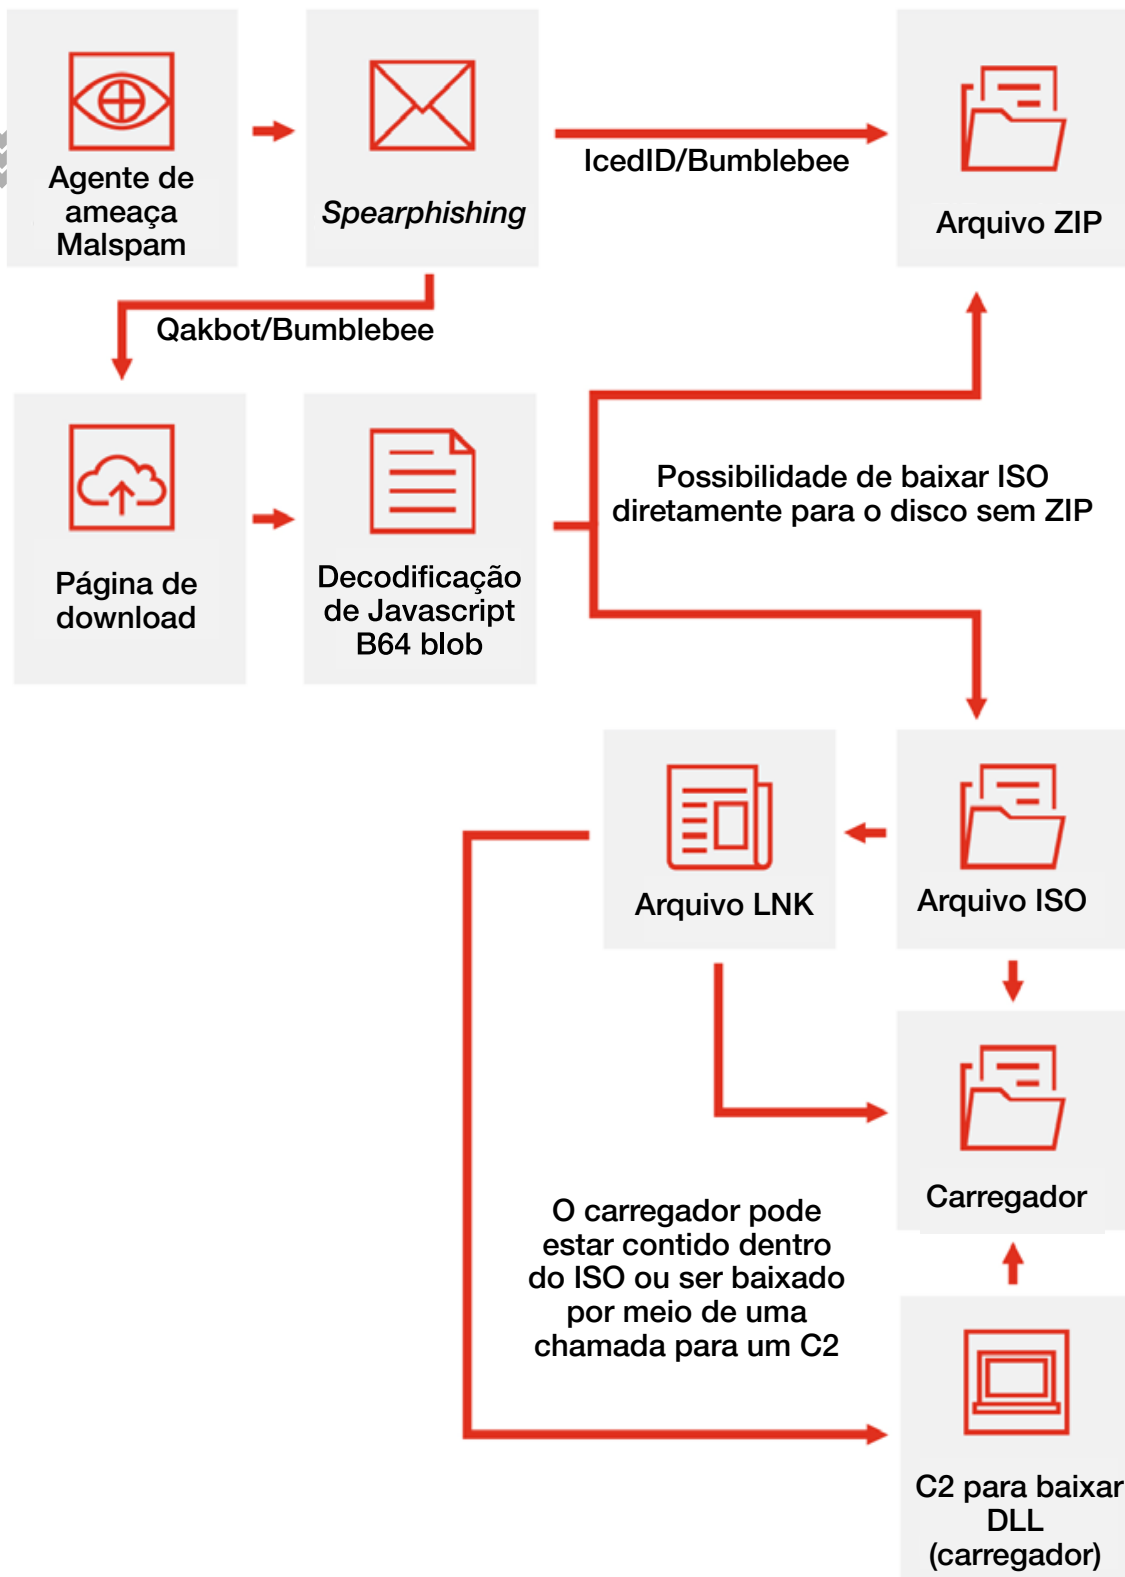 Agente de
ameaça
Malspam
Spearphishing
IcedID/Bumblebee
Arquivo ZIP
Qakbot/Bumblebee
Página de
download
Decodificação
de Javascript
B64 blob
Possibilidade de baixar ISO
diretamente para o disco sem ZIP
Arquivo LNK
Arquivo ISO
Carregador
O carregador pode
estar contido dentro
do ISO ou ser baixado
por meio de uma
chamada para um C2
C2 para baixar
DLL
(carregador)